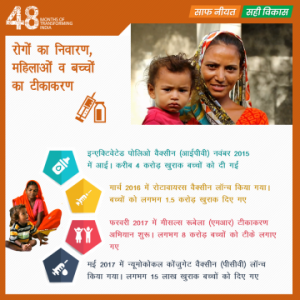 48 MONTHS OF
TRANSFORMING
INDIA
साफ नीयत सही विकास
रोगों का निवारण,
महिलाओं व बच्चों
का टीकाकरण
इन्एक्टिवेटेड पोलिओ वैक्सीन (आईपीवी) नवंबर 2015
में आई। करीब 4 करोड़ खुराक बच्चों को दी गई
मार्च 2016 में रोटावायरस वैक्सीन लॉन्च किया गया।
बच्चों को लगभग 1.5 करोड़ खुराक दिए गए
फरवरी 2017 में मीसल्स रूबेला (एमआर) टीकाकरण
अभियान शुरू। लगभग 8 करोड़ बच्चों को टीके लगाए
गए
मई 2017 में न्यूमोकोकल कॉंजुगेट वैक्सीन (पीसीवी) लॉन्च
किया गया। लगभग 15 लाख खुराक बच्चों को दिए गए